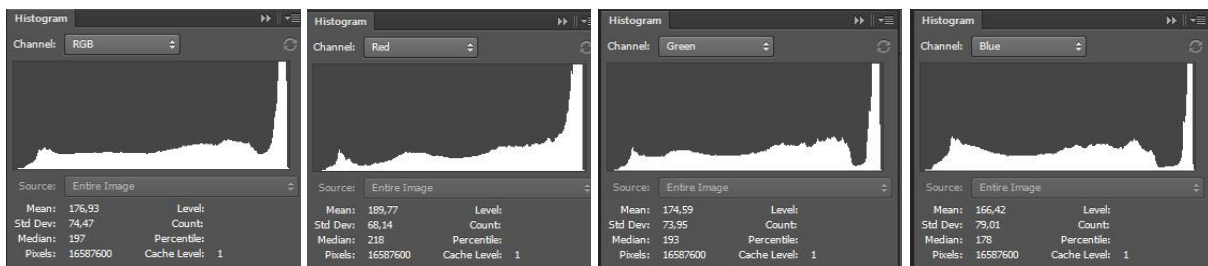 Histogram
Channel: RGB
Source: Entire Image
Mean: 176,93 Level:
Std Dev: 74,47 Count:
Median: 197 Percentile:
Pixels: 16587600 Cache Level: 1
Histogram
Channel: Red
Source: Entire Image
Mean: 189,77 Level:
Std Dev: 68,14 Count:
Median: 218 Percentile:
Pixels: 16587600 Cache Level: 1
Histogram
Channel: Green
Source: Entire Image
Mean: 174,59 Level:
Std Dev: 73,95 Count:
Median: 193 Percentile:
Pixels: 16587600 Cache Level: 1
Histogram
Channel: Blue
Source: Entire Image
Mean: 166,42 Level:
Std Dev: 79,01 Count:
Median: 178 Percentile:
Pixels: 16587600 Cache Level: 1